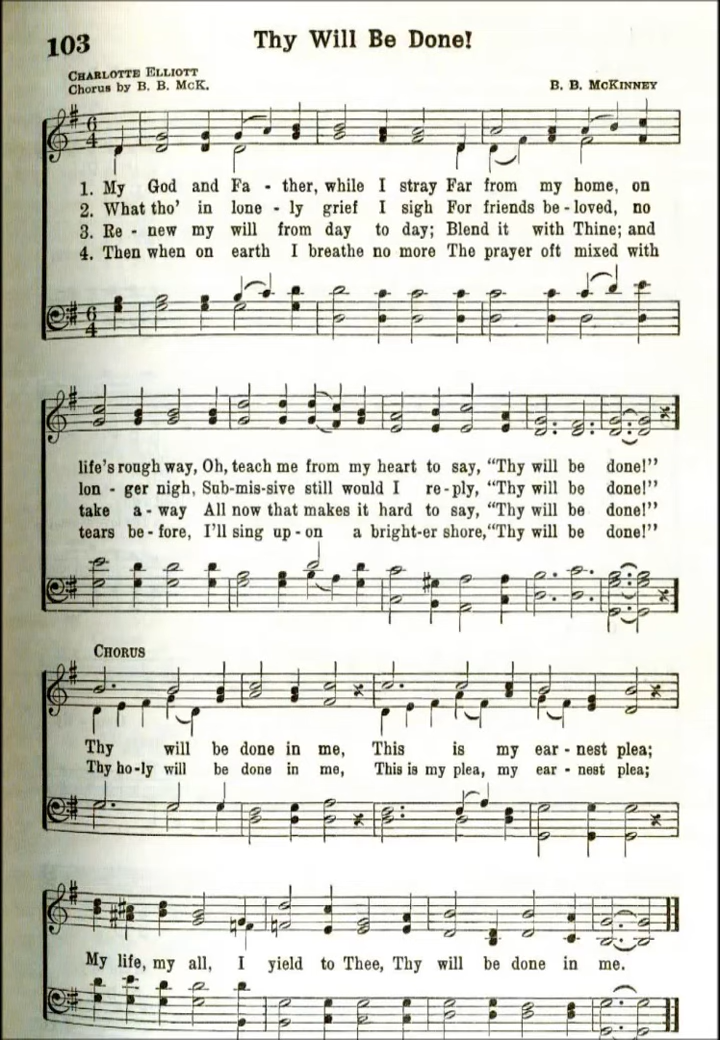 103
Thy Will Be Done!
CHARLOTTE ELLIOTT
Chorus by B. B. McK.
B. B. McKINNEY
6 4
1. My God and Fa - ther, while I stray Far from my home, on
2. What tho' in lone - ly grief I sigh For friends be - loved, no
3. Re - new my will from day to day; Blend it with Thine; and
4. Then when on earth I breathe no more The prayer oft mixed with
6 4
life's rough way, Oh, teach me from my heart to say, "Thy will be done!"
lon - ger nigh, Sub-mis-sive still would I re - ply, "Thy will be done!"
take a - way All now that makes it hard to say, "Thy will be done!"
tears be - fore, I'll sing up - on a bright-er shore, "Thy will be done!"
CHORUS
Thy will be done in me, This is my ear - nest plea;
Thy ho-ly will be done in me, This is my plea, my ear - nest plea;
My life, my all, I yield to Thee, Thy will be done in me.